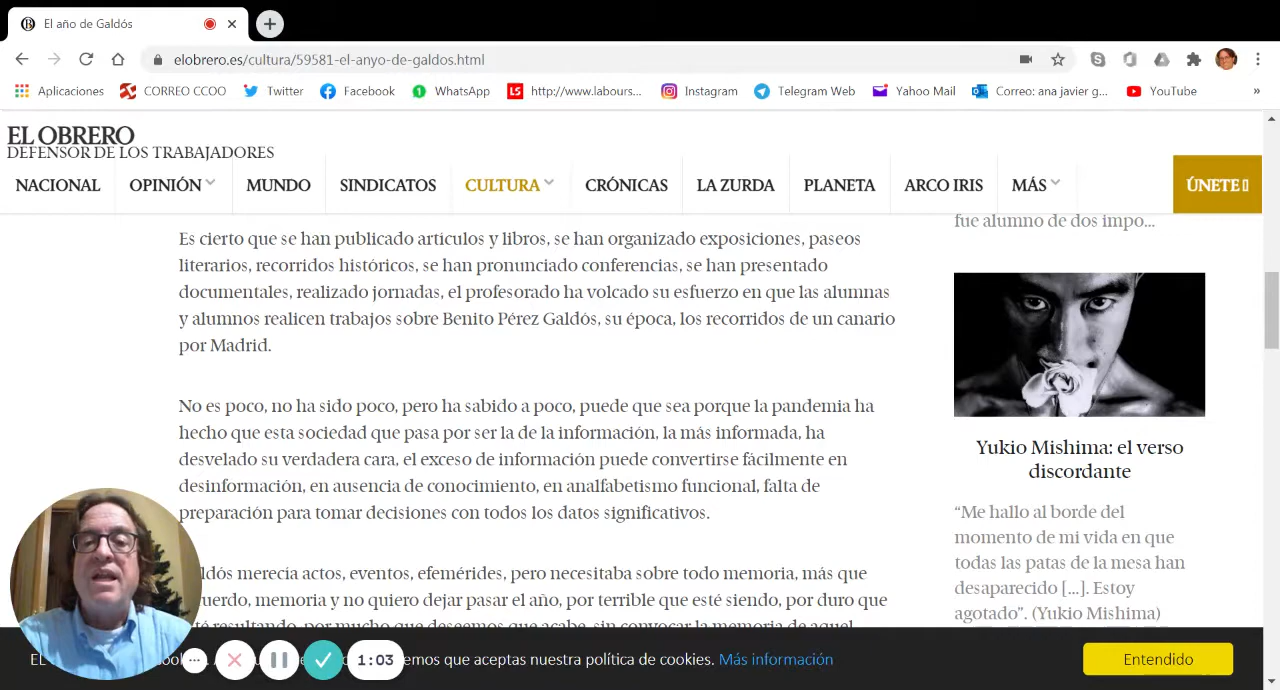 El año de Galdós
elobrero.es/cultura/59581-el-anyo-de-galdos.html
Aplicaciones CORREO CCOO Twitter Facebook WhatsApp http://www.labours... Instagram Telegram Web Yahoo Mail Correo: ana javier g... YouTube »
EL OBRERO
DEFENSOR DE LOS TRABAJADORES
NACIONAL OPINIÓN MUNDO SINDICATOS CULTURA CRÓNICAS LA ZURDA PLANETA ARCO IRIS MÁS ÚNETE
Es cierto que se han publicado artículos y libros, se han organizado exposiciones, paseos
literarios, recorridos históricos, se han pronunciado conferencias, se han presentado
documentales, realizado jornadas, el profesorado ha volcado su esfuerzo en que las alumnas
y alumnos realicen trabajos sobre Benito Pérez Galdós, su época, los recorridos de un canario
por Madrid.
No es poco, no ha sido poco, pero ha sabido a poco, puede que sea porque la pandemia ha
hecho que esta sociedad que pasa por ser la de la información, la más informada, ha
desvelado su verdadera cara, el exceso de información puede convertirse fácilmente en
desinformación, en ausencia de conocimiento, en analfabetismo funcional, falta de
preparación para tomar decisiones con todos los datos significativos.
ldós merecía actos, eventos, efemérides, pero necesitaba sobre todo memoria, más que
uerdo, memoria y no quiero dejar pasar el año, por terrible que esté siendo, por duro que
té resultando, por mucho que deseemos que acabe, sin convocar la memoria de aquel
fue alumno de dos impo...
Yukio Mishima: el verso
discordante
“Me hallo al borde del
momento de mi vida en que
todas las patas de la mesa han
desaparecido [...]. Estoy
agotado”. (Yukio Mishima)
EL emos que aceptas nuestra política de cookies. Más información
1:03
Entendido